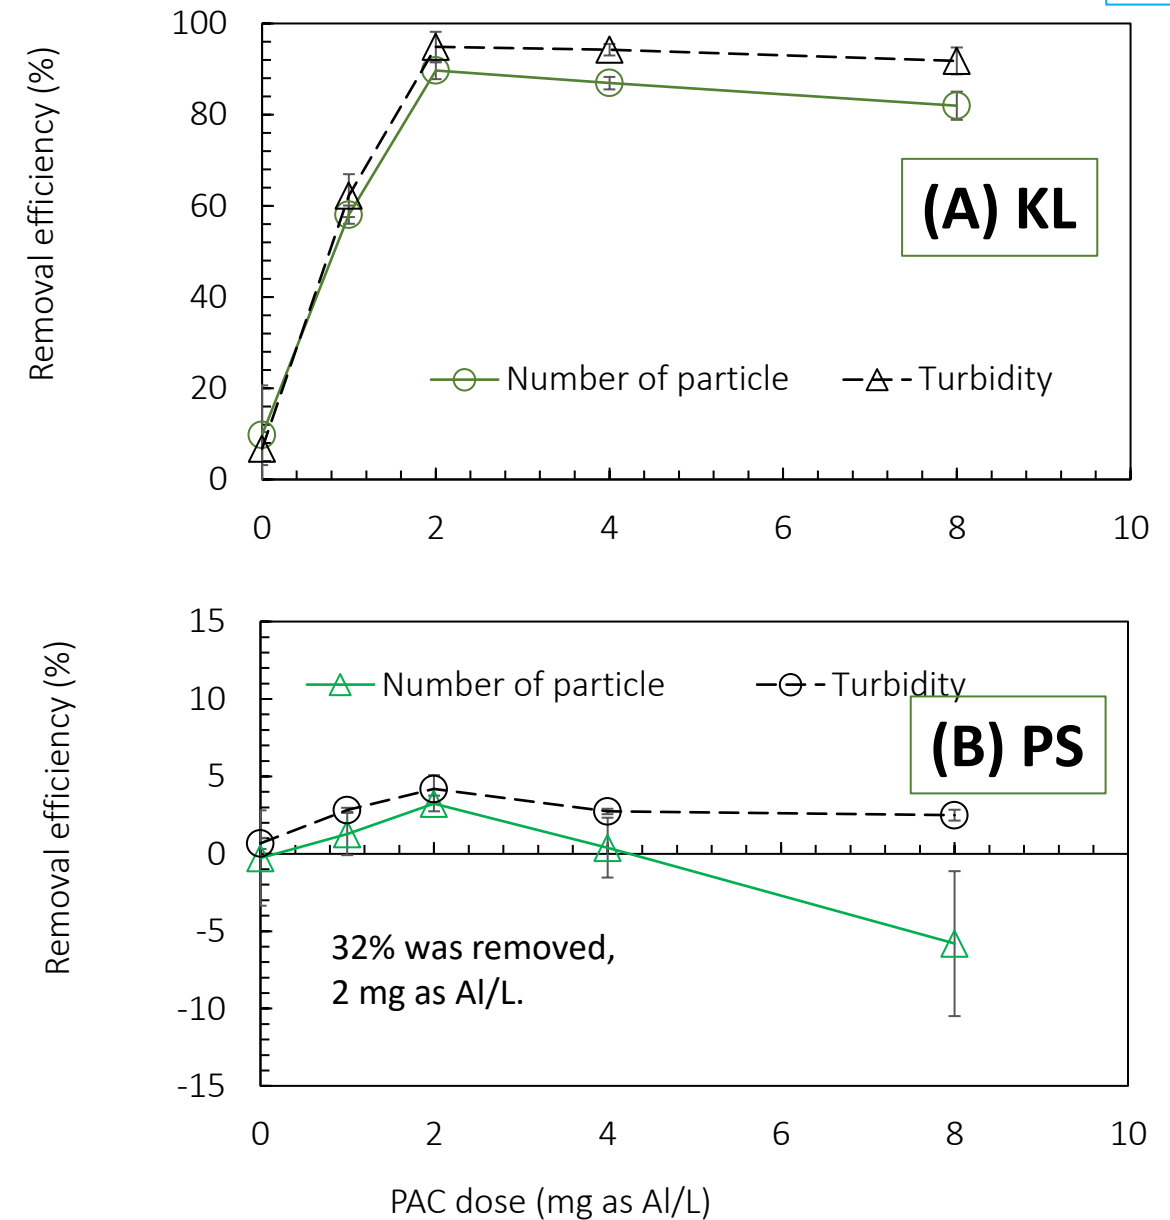 Removal efficiency (%)
100
80
60
40
20
0
(A) KL
Number of particle
Turbidity
0 2 4 6 8 10
Removal efficiency (%)
15
10
5
0
-5
-10
-15
Number of particle
Turbidity
(B) PS
32% was removed,
2 mg as Al/L.
0 2 4 6 8 10
PAC dose (mg as Al/L)